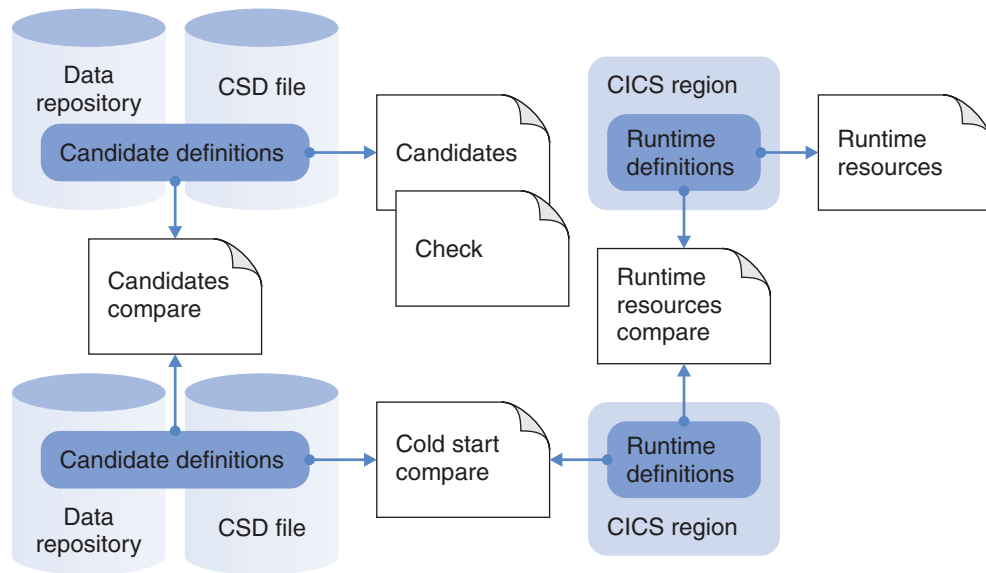 Data
repository
CSD file
Candidate definitions
Candidates
Check
CICS region
Runtime
definitions
Runtime
resources
Candidates
compare
Runtime
resources
compare
Candidate definitions
Data
repository
CSD file
Cold start
compare
Runtime
definitions
CICS region